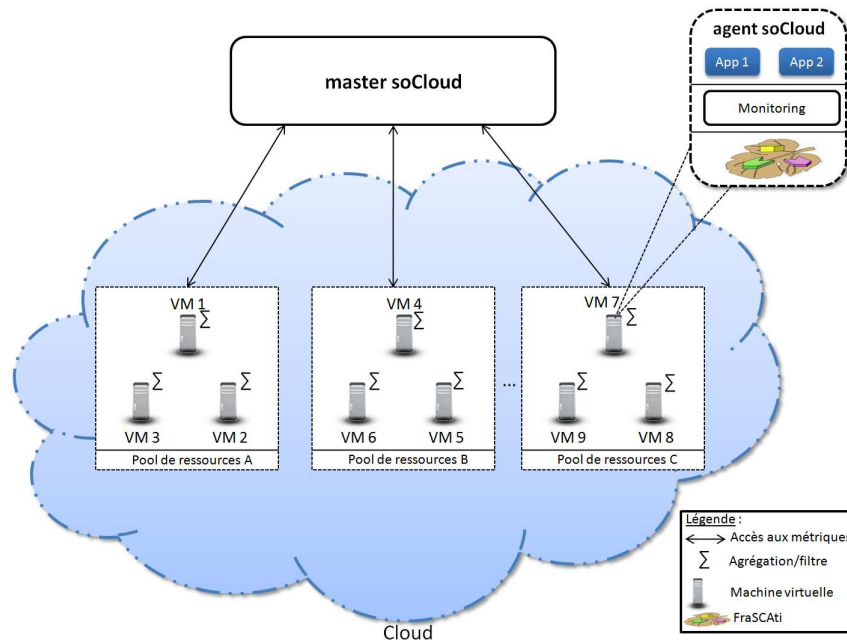 agent soCloud
App 1
App 2
Monitoring
master soCloud
VM 1
Σ
VM 4
Σ
VM 7
Σ
Σ
Σ
Σ
Σ
...
Σ
Σ
VM 3
VM 2
VM 6
VM 5
VM 9
VM 8
Pool de ressources A
Pool de ressources B
Pool de ressources C
Légende :
Accès aux métriques
Σ
Agrégation/filtre
Machine virtuelle
FraSCAti
Cloud